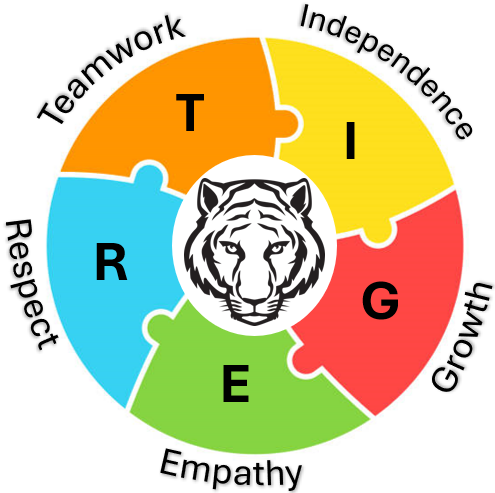 Teamwork
T
Independence
I
Growth
G
Empathy
E
Respect
R